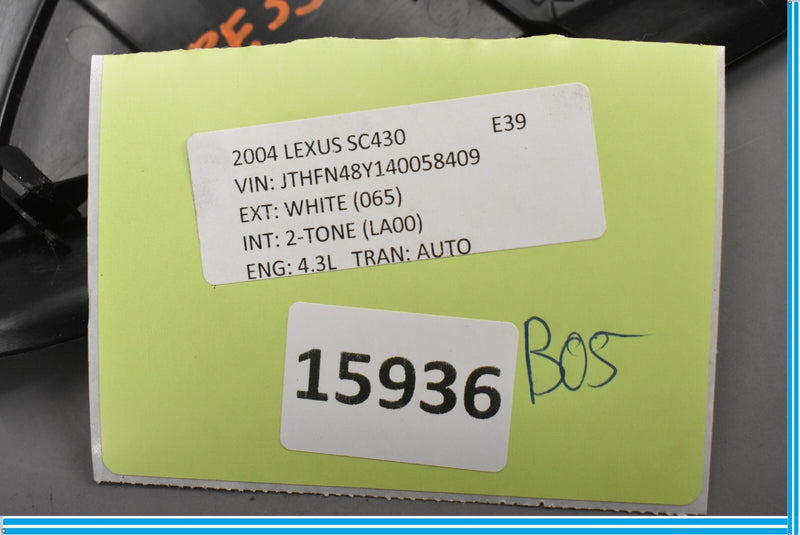 2004 LEXUS SC430 E39
VIN: JTHFN48Y140058409
EXT: WHITE (065)
INT: 2-TONE (LA00)
ENG: 4.3L TRAN: AUTO
15936
B05